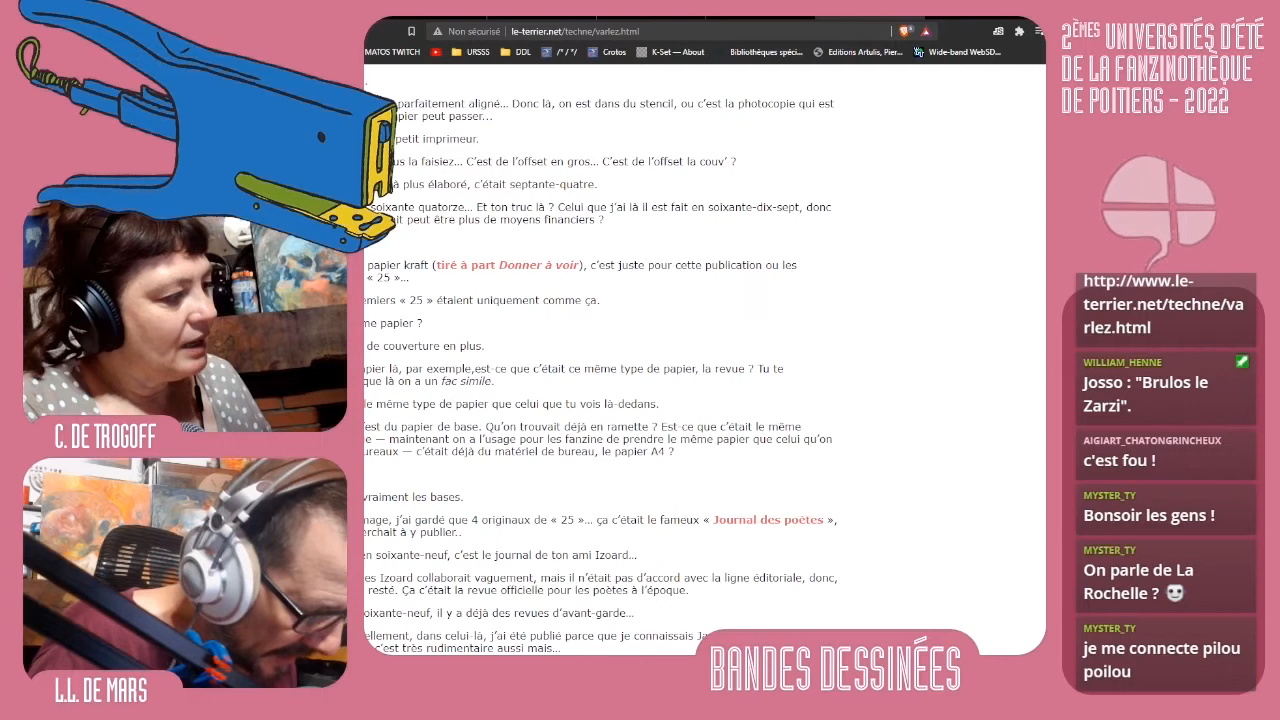 Non sécurisé le-terrier.net/techne/varlez.html
MATOS TWITCH URSSS DDL /*/ Crotos K-Set — About Bibliothèques spéci... Editions Artulis, Pier... Wide-band WebSD...
parfaitement aligné... Donc là, on est dans du stencil, ou c'est la photocopie qui est
pier peut passer...
petit imprimeur.
us la faisiez... C'est de l'offset en gros... C'est de l'offset la couv' ?
à plus élaboré, c'était septante-quatre.
soixante quatorze... Et ton truc là ? Celui que j'ai là il est fait en soixante-dix-sept, donc
it peut être plus de moyens financiers ?
papier kraft (tiré à part Donner à voir), c'est juste pour cette publication ou les
« 25 »...
emiers « 25 » étaient uniquement comme ça.
me papier ?
de couverture en plus.
pier là, par exemple,est-ce que c'était ce même type de papier, la revue ? Tu te
que là on a un fac simile.
le même type de papier que celui que tu vois là-dedans.
'est du papier de base. Qu'on trouvait déjà en ramette ? Est-ce que c'était le même
e — maintenant on a l'usage pour les fanzine de prendre le même papier que celui qu'on
ureaux — c'était déjà du matériel de bureau, le papier A4 ?
vraiment les bases.
mage, j'ai gardé que 4 originaux de « 25 »... ça c'était le fameux « Journal des poètes »,
erchait à y publier..
en soixante-neuf, c'est le journal de ton ami Izoard...
es Izoard collaborait vaguement, mais il n'était pas d'accord avec la ligne éditoriale, donc,
resté. Ça c'était la revue officielle pour les poètes à l'époque.
oixante-neuf, il y a déjà des revues d'avant-garde...
ellement, dans celui-là, j'ai été publié parce que je connaissais
c'est très rudimentaire aussi mais...
C. DE TROGOFF
L.L. DE MARS
BANDES DESSINÉES
2ÈMES UNIVERSITÉS D'ÉTÉ
DE LA FANZINOTHÈQUE
DE POITIERS - 2022
http://www.le-
terrier.net/techne/va
rlez.html
WILLIAM_HENNE
Josso : "Brulos le
Zarzi".
AIGIART_CHATONGRINCHEUX
c'est fou !
MYSTER_TY
Bonsoir les gens !
MYSTER_TY
On parle de La
Rochelle ?
MYSTER_TY
je me connecte pilou
poilou